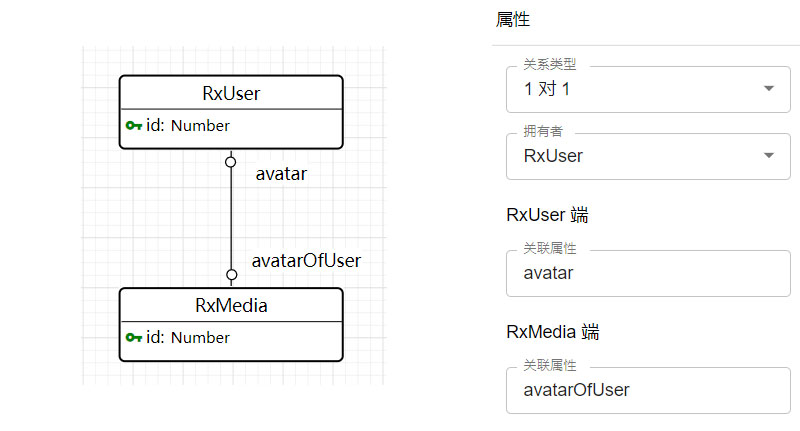 RxUser
id: Number
avatar
avatarOfUser
RxMedia
id: Number
属性
关系类型
1 对 1
拥有者
RxUser
RxUser 端
关联属性
avatar
RxMedia 端
关联属性
avatarOfUser